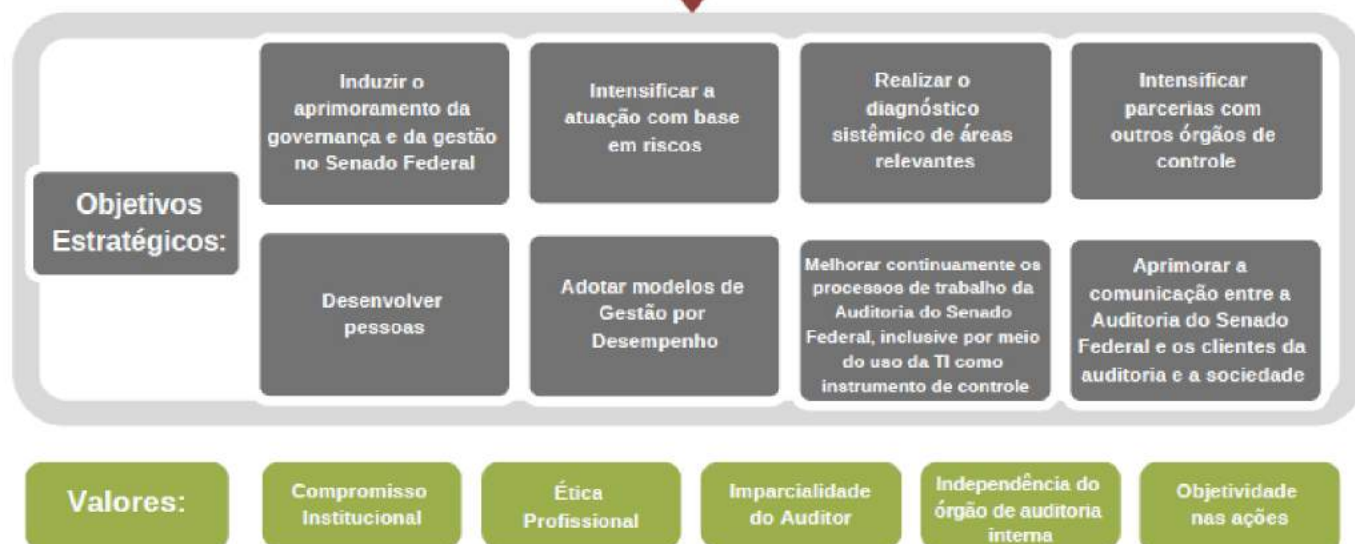 Objetivos
Estratégicos:
Induzir o
aprimoramento da
governança e da gestão
no Senado Federal
Intensificar a
atuação com base
em riscos
Realizar o
diagnóstico
sistêmico de áreas
relevantes
Intensificar
parcerias com
outros órgãos de
controle
Desenvolver
pessoas
Adotar modelos de
Gestão por
Desempenho
Melhorar continuamente os
processos de trabalho da
Auditoria do Senado
Federal, inclusive por meio
do uso da TI como
instrumento de controle
Aprimorar a
comunicação entre a
Auditoria do Senado
Federal e os clientes da
auditoria e a sociedade
Valores:
Compromisso
Institucional
Ética
Profissional
Imparcialidade
do Auditor
Independência do
órgão de auditoria
interna
Objetividade
nas ações